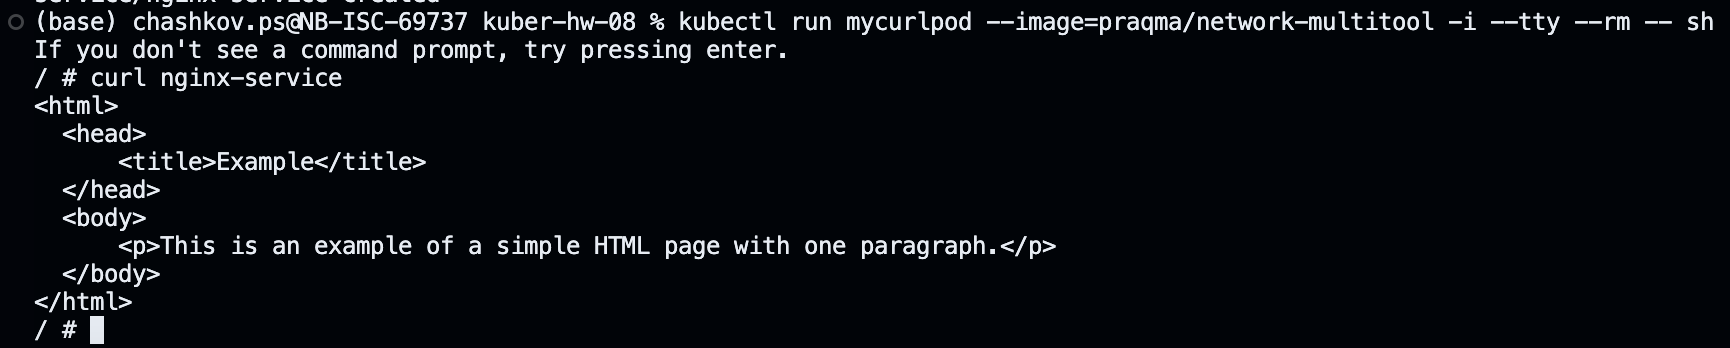 service/nginx-service created
(base) chashkov.ps@NB-ISC-69737 kuber-hw-08 % kubectl run mycurlpod --image=praqma/network-multitool -i --tty --rm -- sh
If you don't see a command prompt, try pressing enter.
/ # curl nginx-service
<html>
  <head>
      <title>Example</title>
  </head>
  <body>
      <p>This is an example of a simple HTML page with one paragraph.</p>
  </body>
</html>
/ #